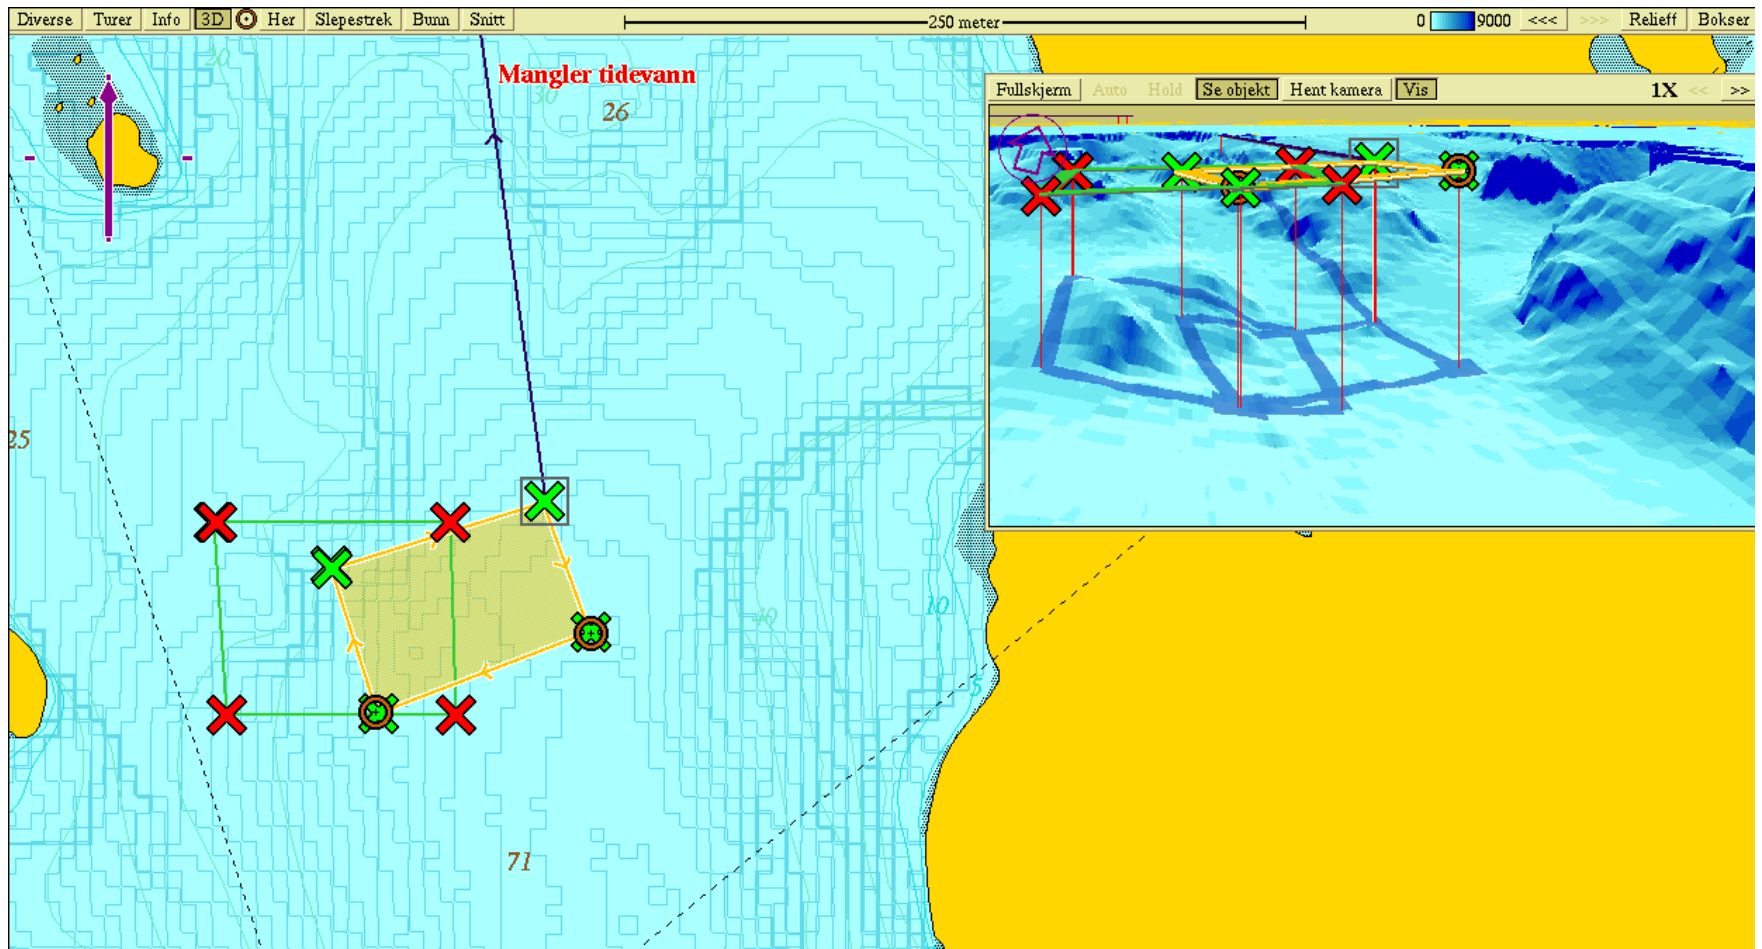 Diverse Turer Info 3D Her Slepestrek Bunn Snitt 250 meter 0 9000 <<< >>> Relieff Bokser
Mangler tidevann
Fullskjerm Auto Hold Se objekt Hent kamera Vis 1X << >>
20
30
26
25
40
10
5
71